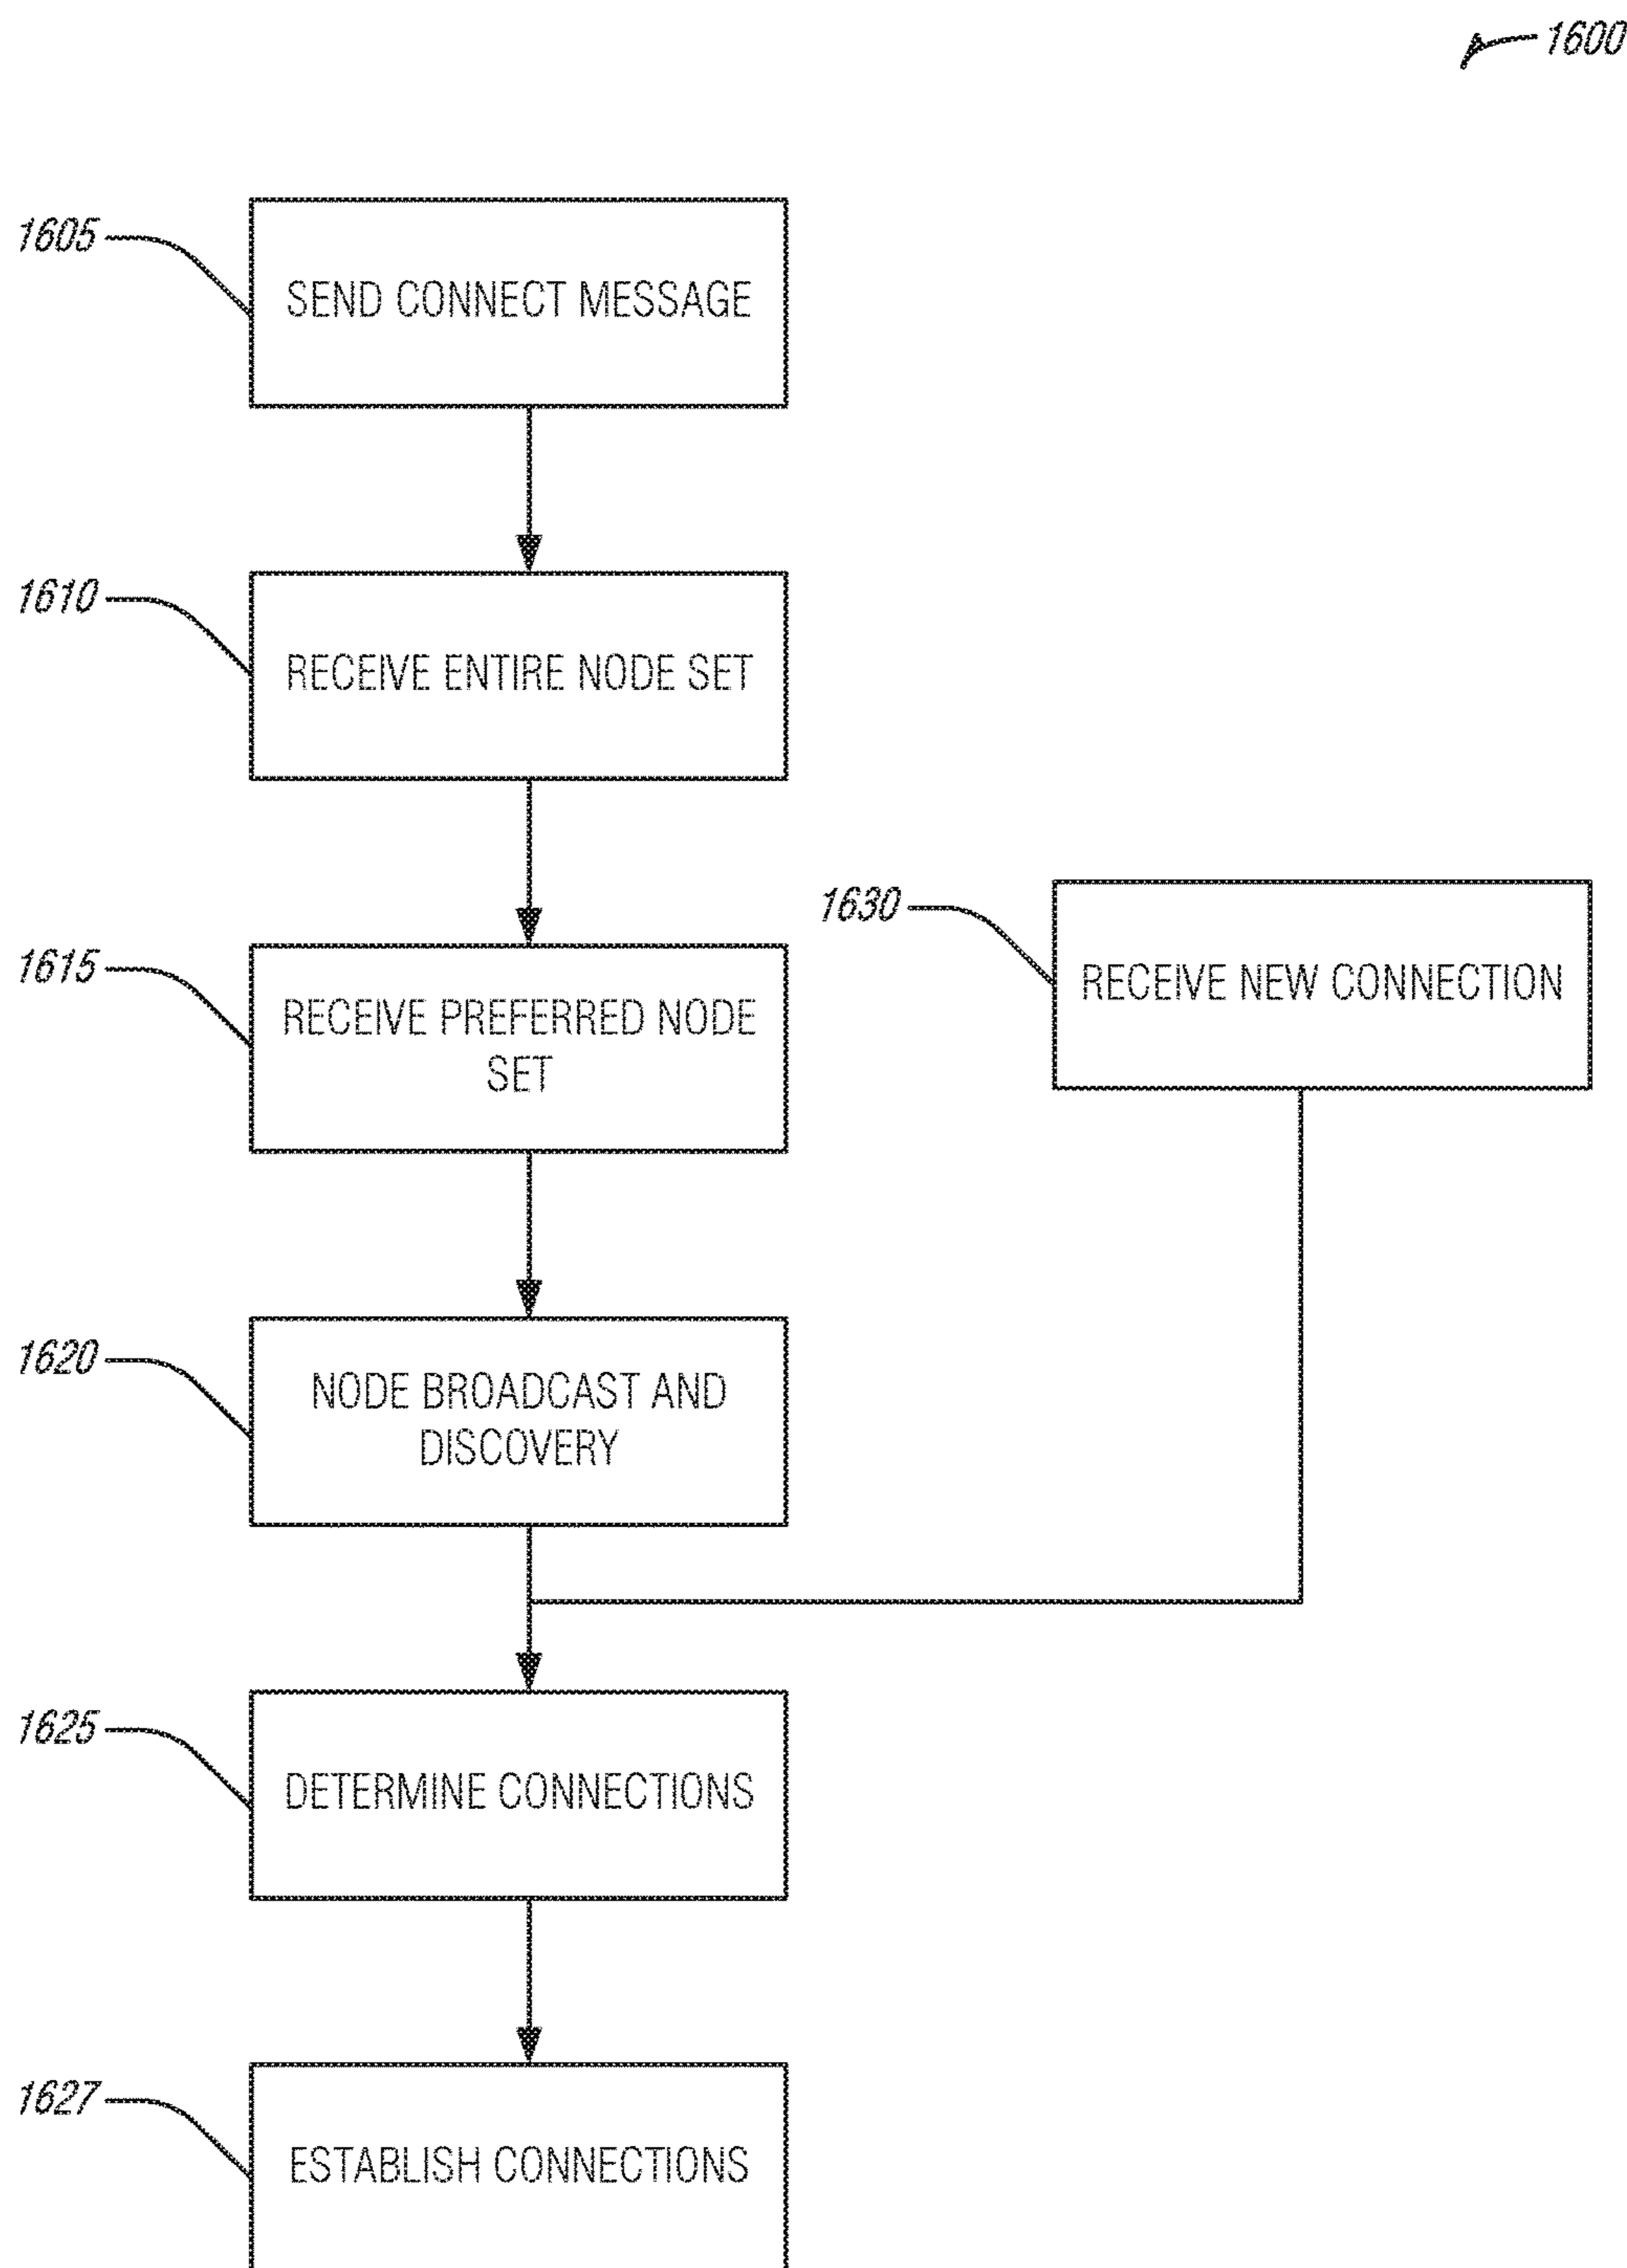 1600
1605
SEND CONNECT MESSAGE
1610
RECEIVE ENTIRE NODE SET
1615
RECEIVE PREFERRED NODE
SET
1630
RECEIVE NEW CONNECTION
1620
NODE BROADCAST AND
DISCOVERY
1625
DETERMINE CONNECTIONS
1627
ESTABLISH CONNECTIONS